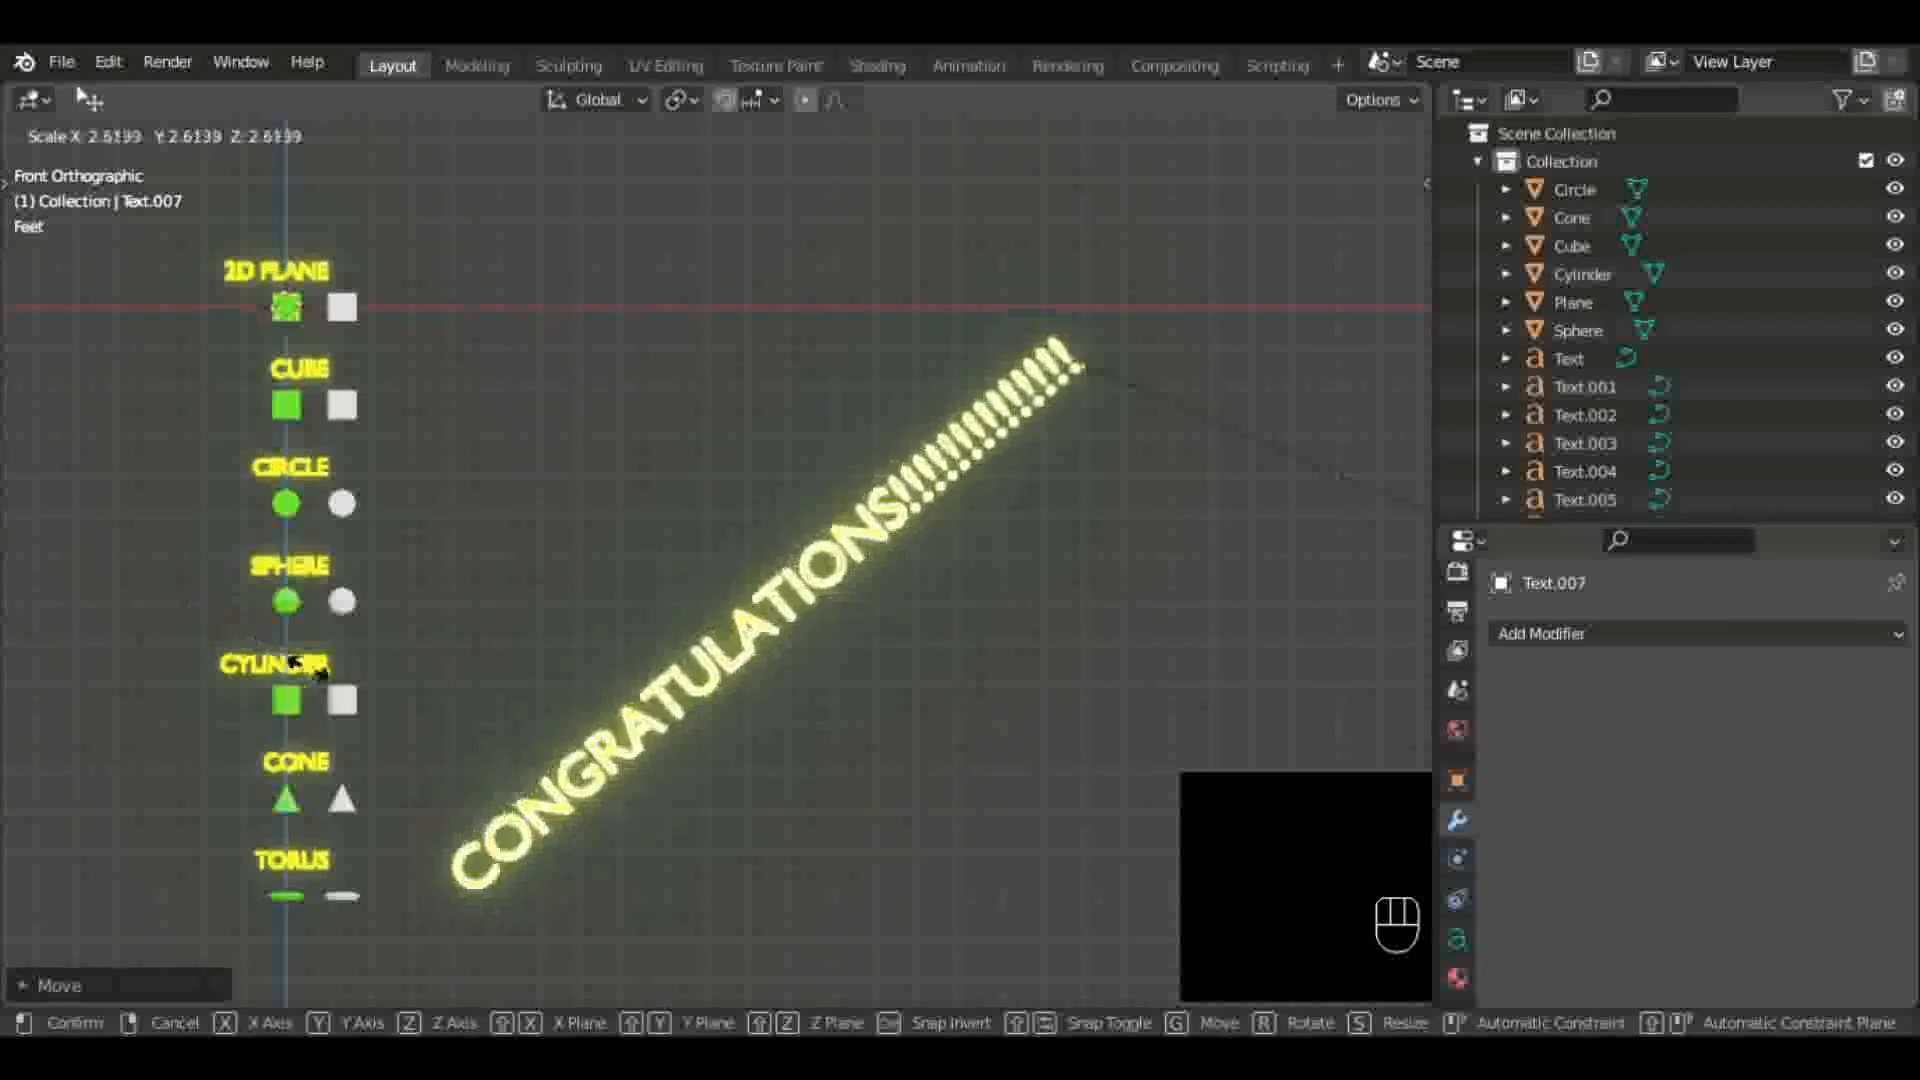 File Edit Render Window Help Layout Modeling Sculpting UV Editing Texture Paint Shading Animation Rendering Compositing Scripting + Scene View Layer
Global Options
Scale X: 2.6139 Y: 2.6139 Z: 2.6139
Front Orthographic
(1) Collection | Text.007
Feet
2D PLANE
CUBE
CIRCLE
SPHERE
CONE
TORUS
CONGRATULATIONS!!!!!!!!!!!!!!!
Move
Scene Collection
Collection
Circle
Cone
Cube
Cylinder
Plane
Sphere
Text
Text.001
Text.002
Text.003
Text.004
Text.005
Text.007
Add Modifier
Confirm Cancel X X Axis Y Y Axis Z Z Axis X X Plane Y Y Plane Z Z Plane Snap Invert Snap Toggle G Move R Rotate S Resize Automatic Constraint Automatic Constraint Plane